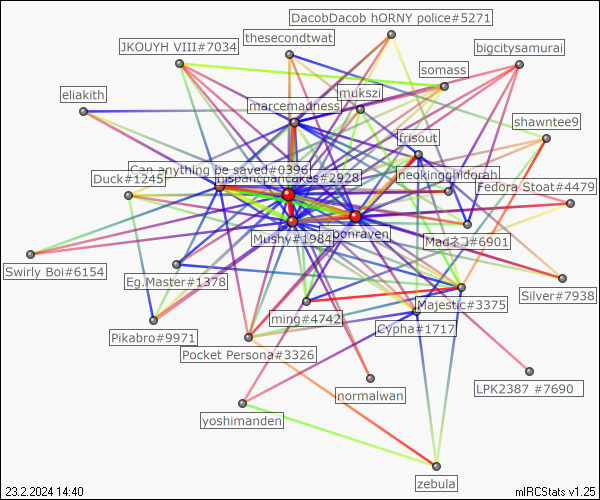 DacobDacob hORNY police#5271
thesecondtwat
JKOUYH VIII#7034
bigcitysamurai
somass
mukszi
eliakith
marcemadness
shawntee9
frisout
Can anything be saved#0396
neokingghidorah
Duck#1245
Fedora Stoat#4479
Mushy#1984
Madネコ#6901
Swirly Boi#6154
Eg.Master#1378
Silver#7938
Majestic#3375
ming#4742
Cypha#1717
Pikabro#9971
Pocket Persona#3326
LPK2387 #7690
normalwan
yoshimanden
zebula
23.2.2024 14:40
mIRCStats v1.25